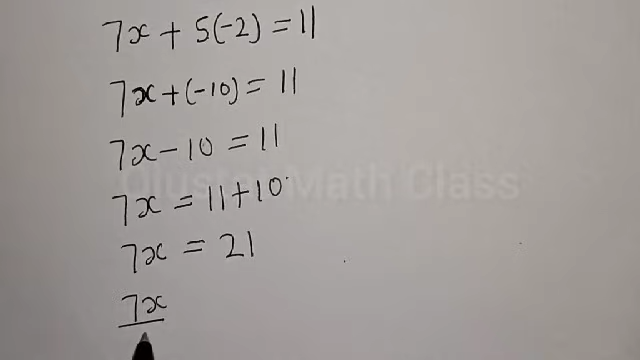 7x + 5(-2) = 11
7x + (-10) = 11
7x - 10 = 11
7x = 11 + 10
7x = 21
7x